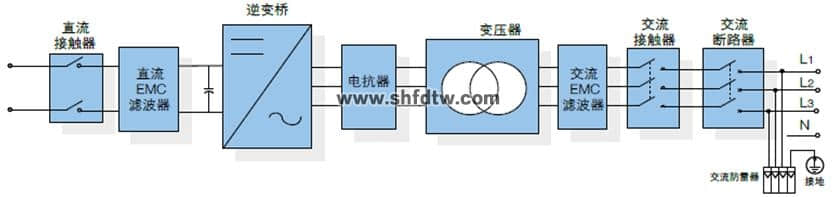 直流
接触器
直流
EMC
滤波器
逆变桥
电抗器
www.shfdtw.com
变压器
交流
EMC
滤波器
交流
接触器
交流
断路器
L1
L2
L3
N
交流防雷器
接地